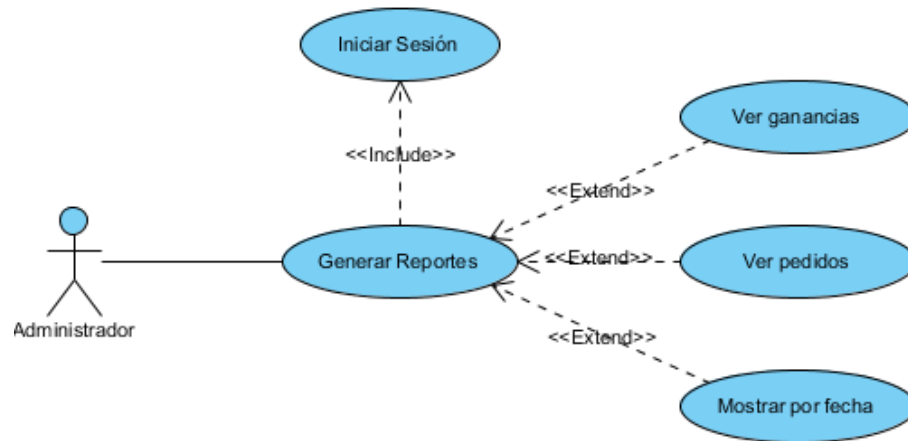 Iniciar Sesión
Ver ganancias
<<Include>>
<<Extend>>
Generar Reportes
<<Extend>>
Ver pedidos
Administrador
<<Extend>>
Mostrar por fecha